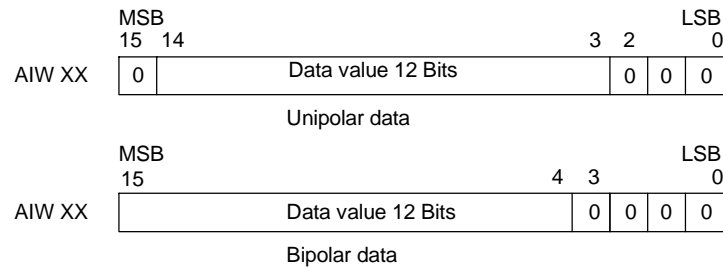 MSB LSB
15 14 3 2 0
AIW XX 0 Data value 12 Bits 0 0 0
Unipolar data
MSB LSB
15 4 3 0
AIW XX Data value 12 Bits 0 0 0 0
Bipolar data